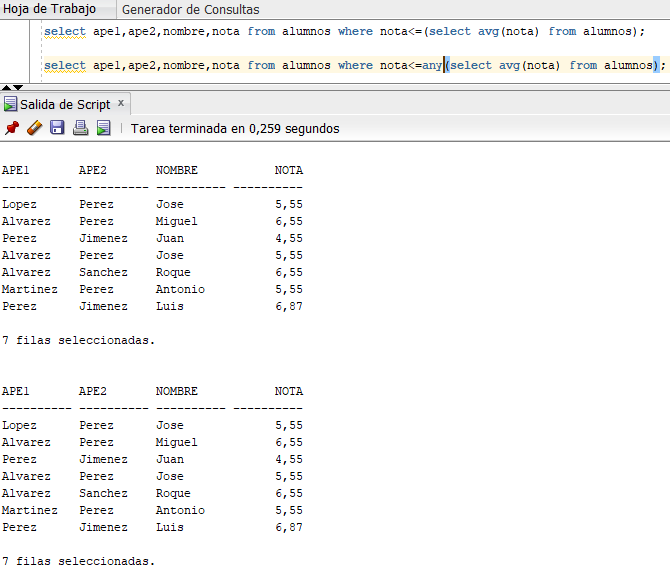 Hoja de Trabajo Generador de Consultas
select ape1,ape2,nombre,nota from alumnos where nota<=(select avg(nota) from alumnos);
select ape1,ape2,nombre,nota from alumnos where nota<=any(select avg(nota) from alumnos);
Salida de Script x
Tarea terminada en 0,259 segundos
APE1 APE2 NOMBRE NOTA
---------- ---------- ---------- ----------
Lopez Perez Jose 5,55
Alvarez Perez Miguel 6,55
Perez Jimenez Juan 4,55
Alvarez Perez Jose 5,55
Alvarez Sanchez Roque 6,55
Martinez Perez Antonio 5,55
Perez Jimenez Luis 6,87
7 filas seleccionadas.
APE1 APE2 NOMBRE NOTA
---------- ---------- ---------- ----------
Lopez Perez Jose 5,55
Alvarez Perez Miguel 6,55
Perez Jimenez Juan 4,55
Alvarez Perez Jose 5,55
Alvarez Sanchez Roque 6,55
Martinez Perez Antonio 5,55
Perez Jimenez Luis 6,87
7 filas seleccionadas.